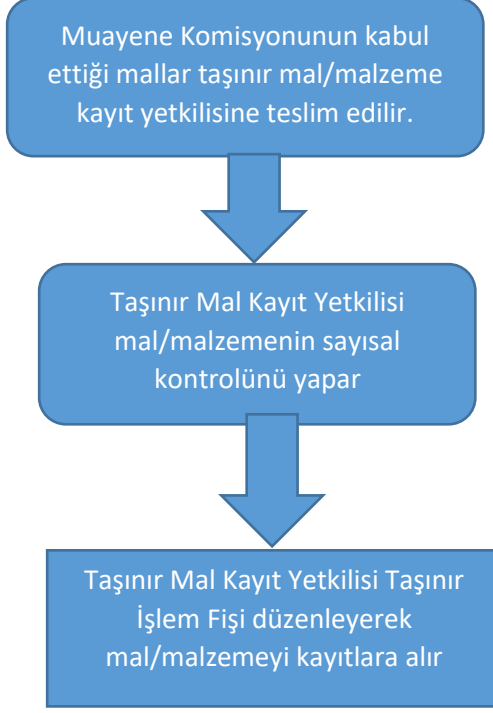 Muayene Komisyonunun kabul
ettiği mallar taşınır mal/malzeme
kayıt yetkilisine teslim edilir.
Taşınır Mal Kayıt Yetkilisi
mal/malzemenin sayısal
kontrolünü yapar
Taşınır Mal Kayıt Yetkilisi Taşınır
İşlem Fişi düzenleyerek
mal/malzemeyi kayıtlara alır